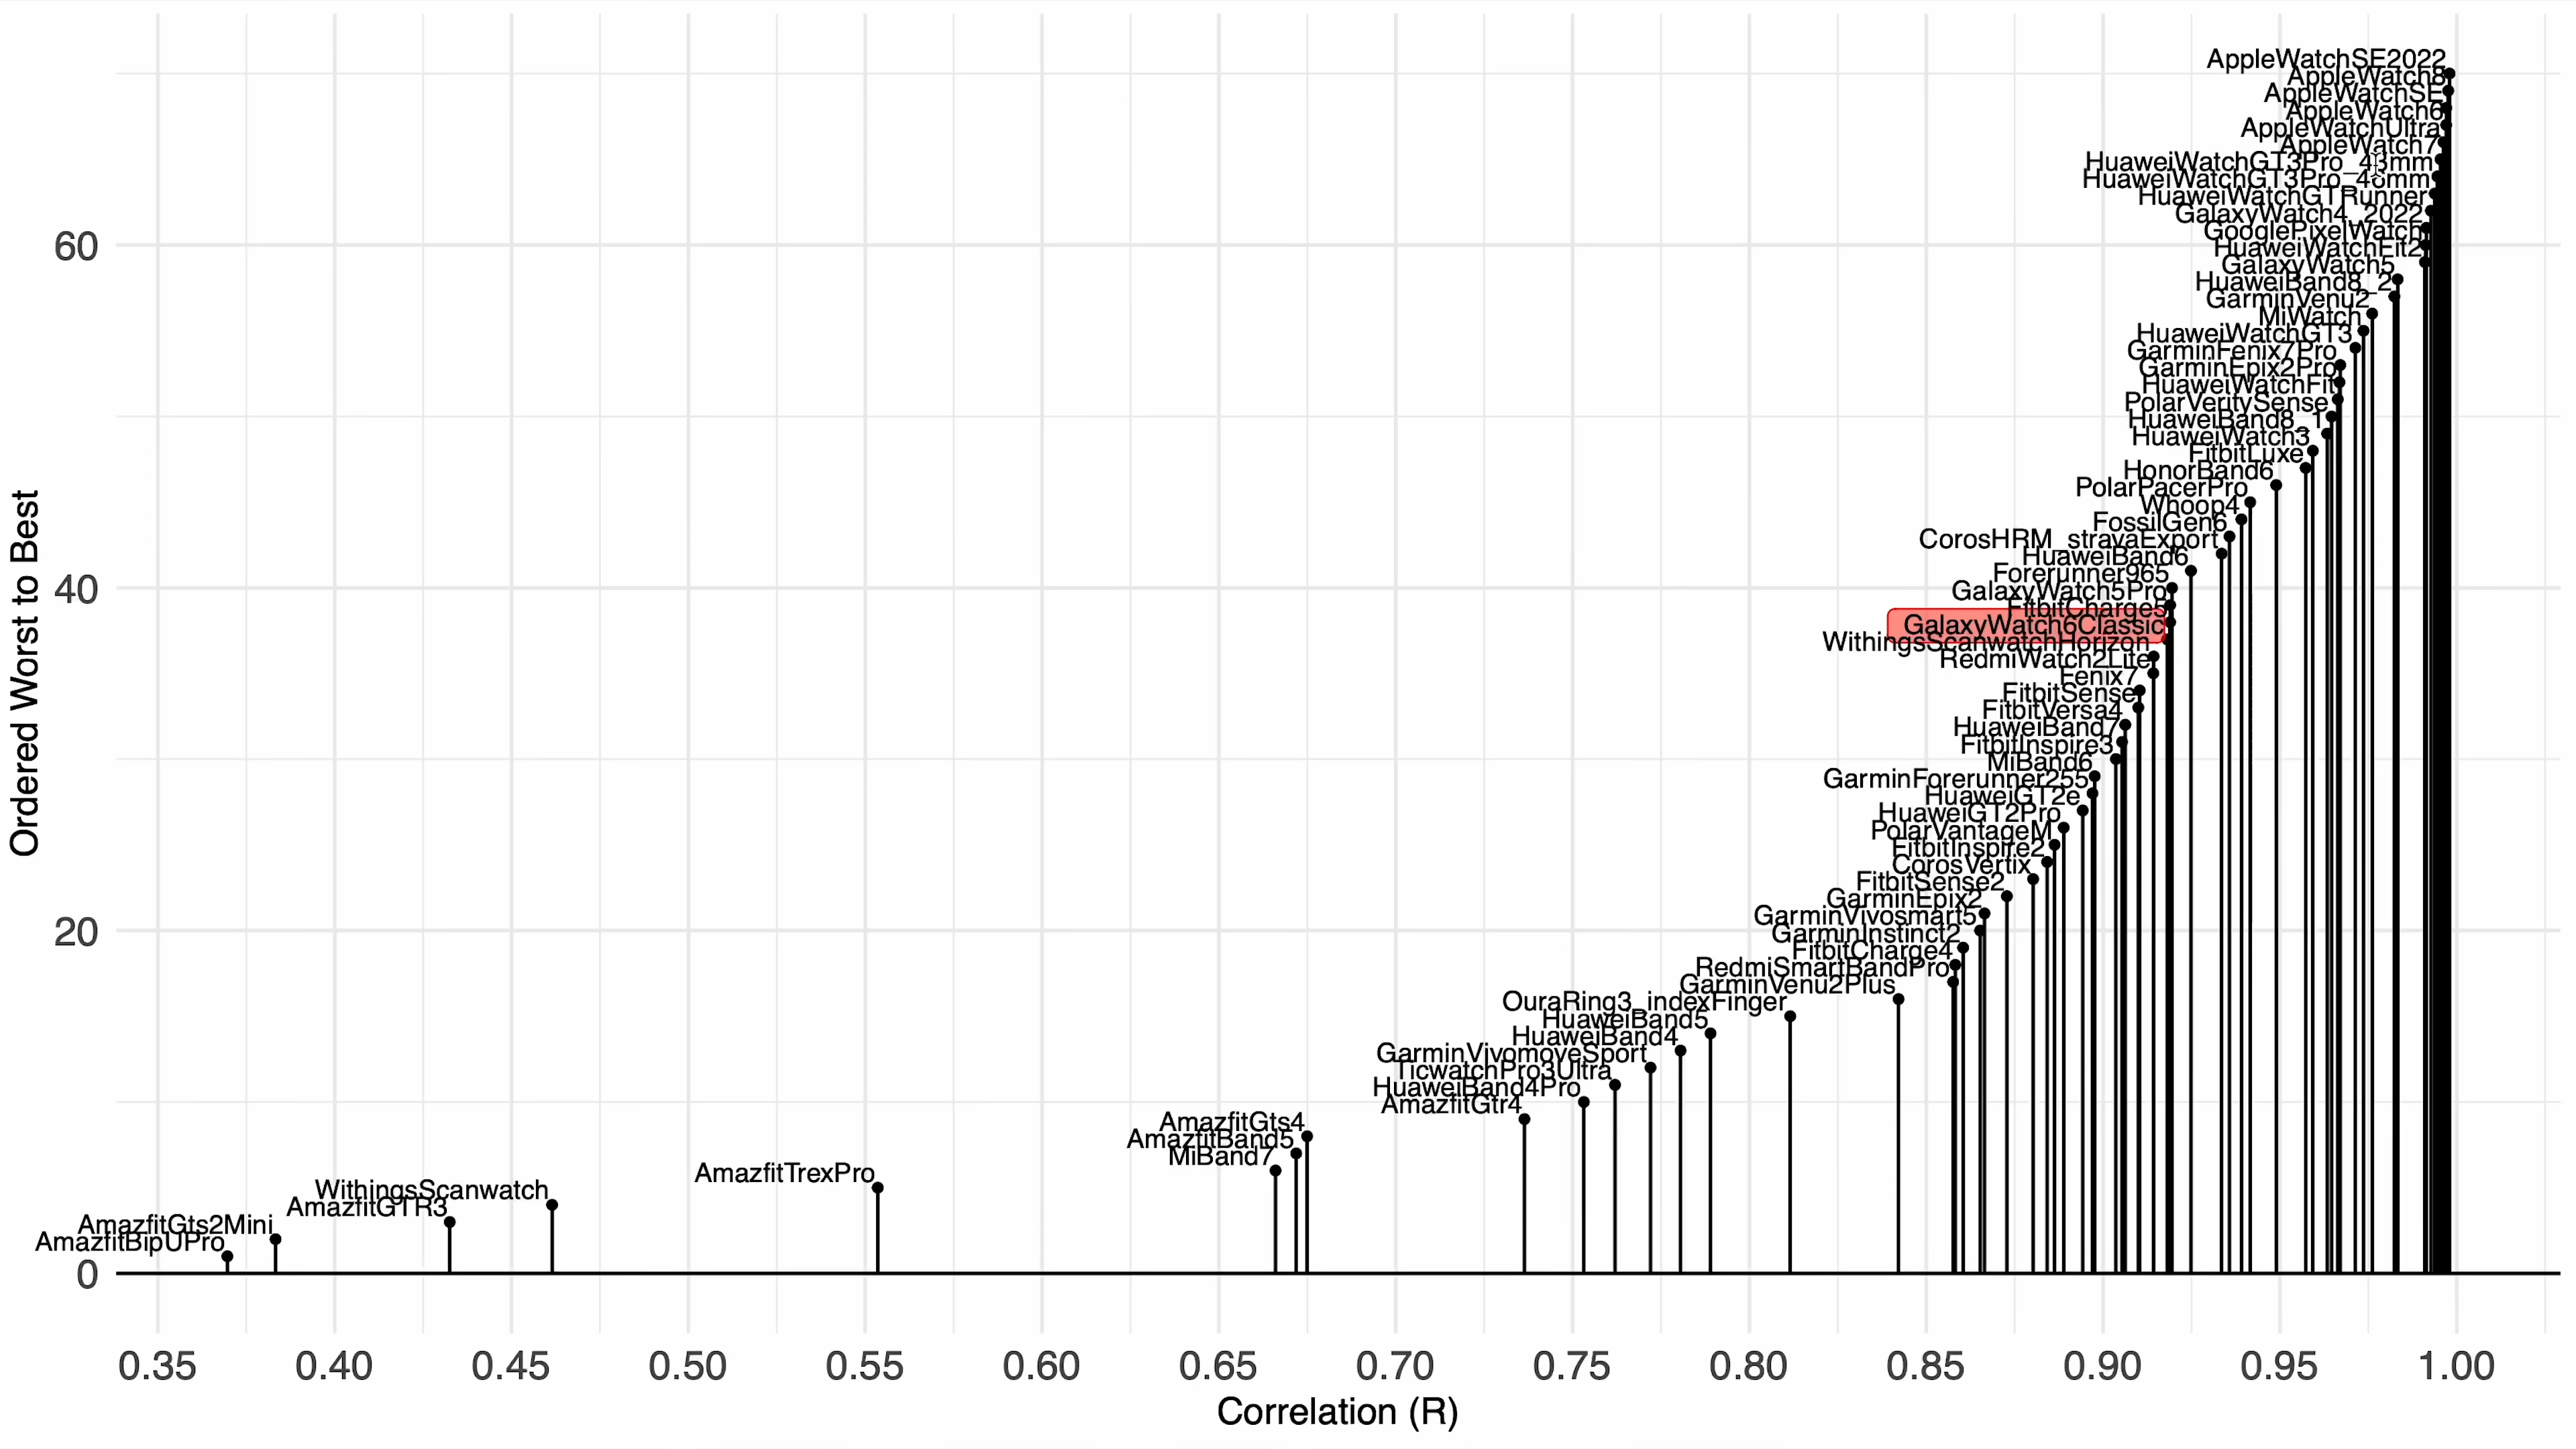 AppleWatchSE2022
AppleWatch8
AppleWatchSE
AppleWatch6
AppleWatchUltra
AppleWatch7
HuaweiWatchGT3Pro_43mm
HuaweiWatchGT3Pro_46mm
HuaweiWatchGTRunner
GalaxyWatch4_2022
GooglePixelWatch
HuaweiWatchFit2
GalaxyWatch5
HuaweiBand8_2
GarminVenu2
MiWatch
HuaweiWatchGT3
GarminFenix7Pro
GarminEpix2Pro
HuaweiWatchFit
PolarVeritySense
HuaweiBand8_1
HuaweiWatch3
FitbitLuxe
HonorBand6
PolarPacerPro
Whoop4
FossilGen6
CorosHRM_stravaExport
HuaweiBand6
Forerunner965
GalaxyWatch5Pro
FitbitCharge5
GalaxyWatch6Classic
WithingsScanwatchHorizon
RedmiWatch2Lite
Fenix7
FitbitSense
FitbitVersa4
HuaweiBand7
FitbitInspire3
MiBand6
GarminForerunner255
HuaweiGT2e
HuaweiGT2Pro
PolarVantageM
FitbitInspire2
CorosVertix
FitbitSense2
GarminEpix2
GarminVivosmart5
GarminInstinct2
FitbitCharge4
RedmiSmartBandPro
GarminVenu2Plus
OuraRing3_indexFinger
HuaweiBand5
HuaweiBand4
GarminVivomoveSport
TicwatchPro3Ultra
HuaweiBand4Pro
AmazfitGtr4
AmazfitGts4
AmazfitBand5
MiBand7
AmazfitTrexPro
WithingsScanwatch
AmazfitGTR3
AmazfitGts2Mini
AmazfitBipUPro
60
40
20
0
Ordered Worst to Best
0.35 0.40 0.45 0.50 0.55 0.60 0.65 0.70 0.75 0.80 0.85 0.90 0.95 1.00
Correlation (R)